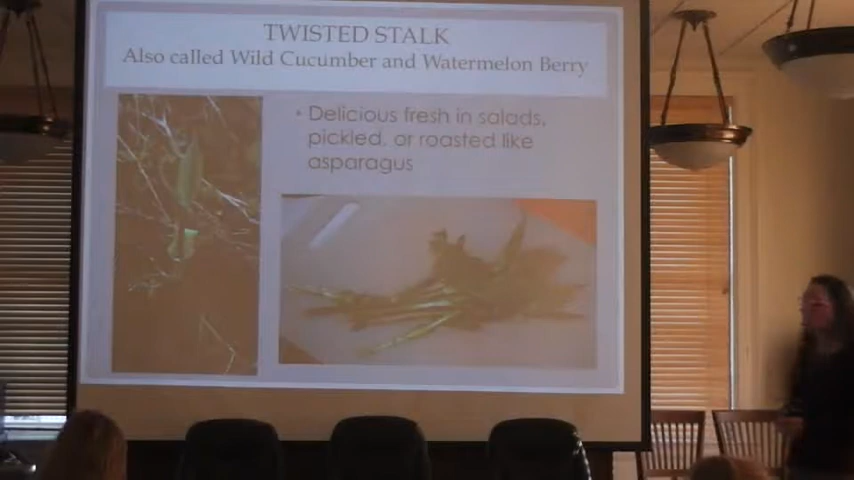 TWISTED STALK
Also called Wild Cucumber and Watermelon Berry
• Delicious fresh in salads,
pickled, or roasted like
asparagus